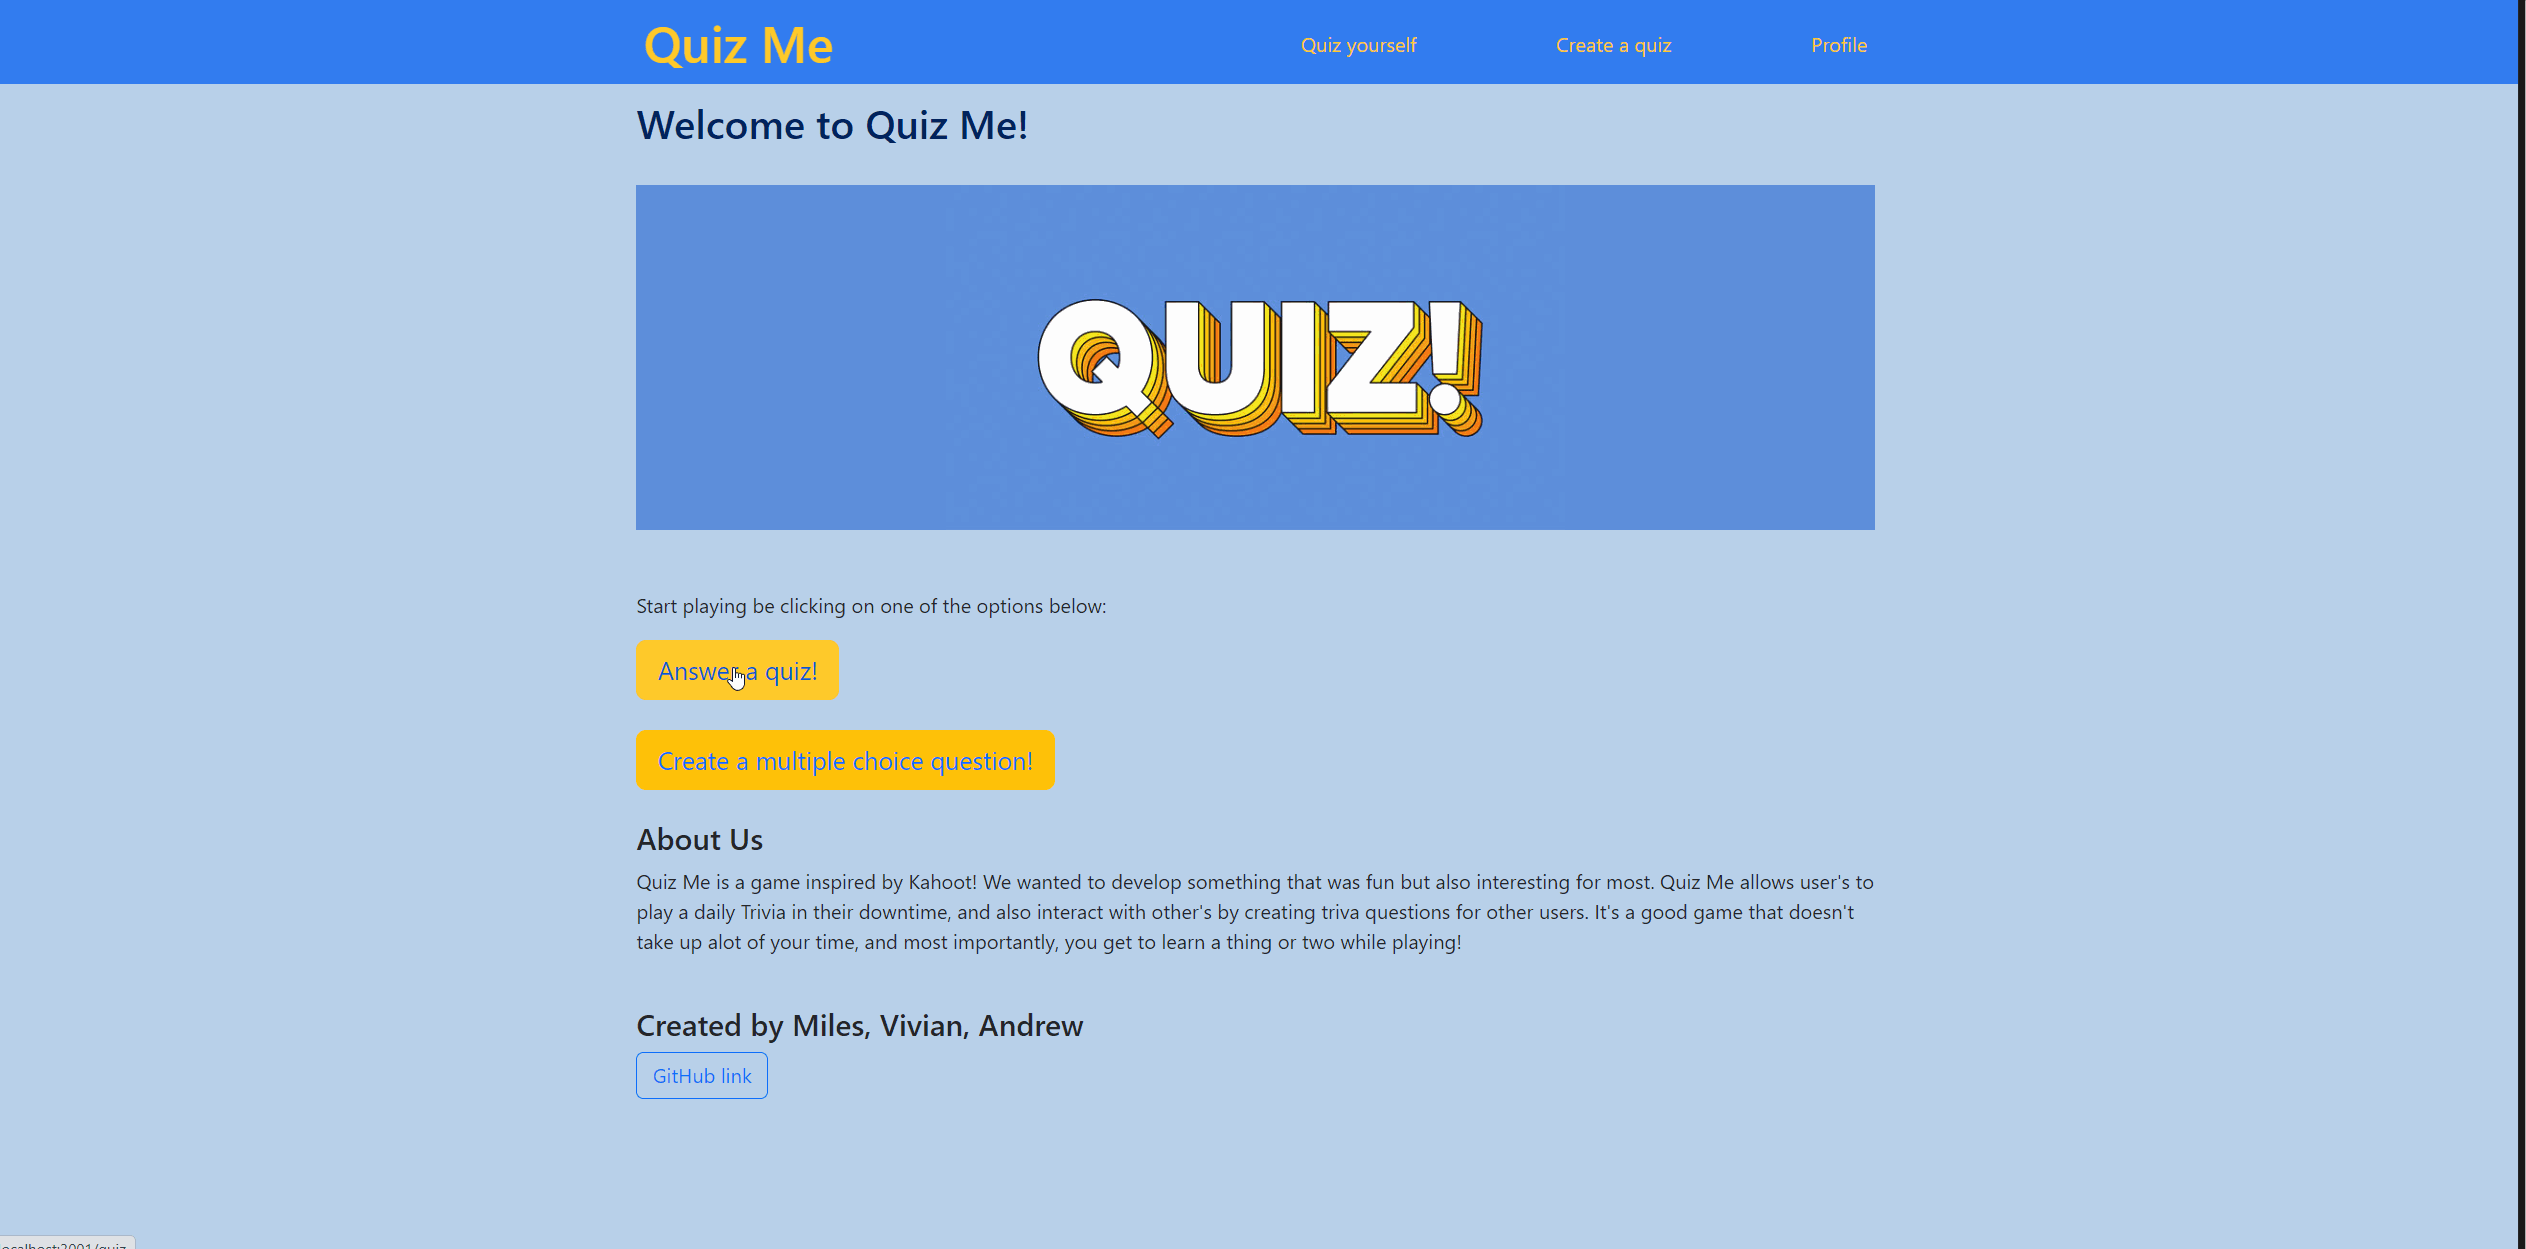 Quiz Me
Quiz yourself
Create a quiz
Profile
Welcome to Quiz Me!
QUIZ!
Start playing be clicking on one of the options below:
Answer a quiz!
Create a multiple choice question!
About Us
Quiz Me is a game inspired by Kahoot! We wanted to develop something that was fun but also interesting for most. Quiz Me allows user's to
play a daily Trivia in their downtime, and also interact with other's by creating triva questions for other users. It's a good game that doesn't
take up alot of your time, and most importantly, you get to learn a thing or two while playing!
Created by Miles, Vivian, Andrew
GitHub link